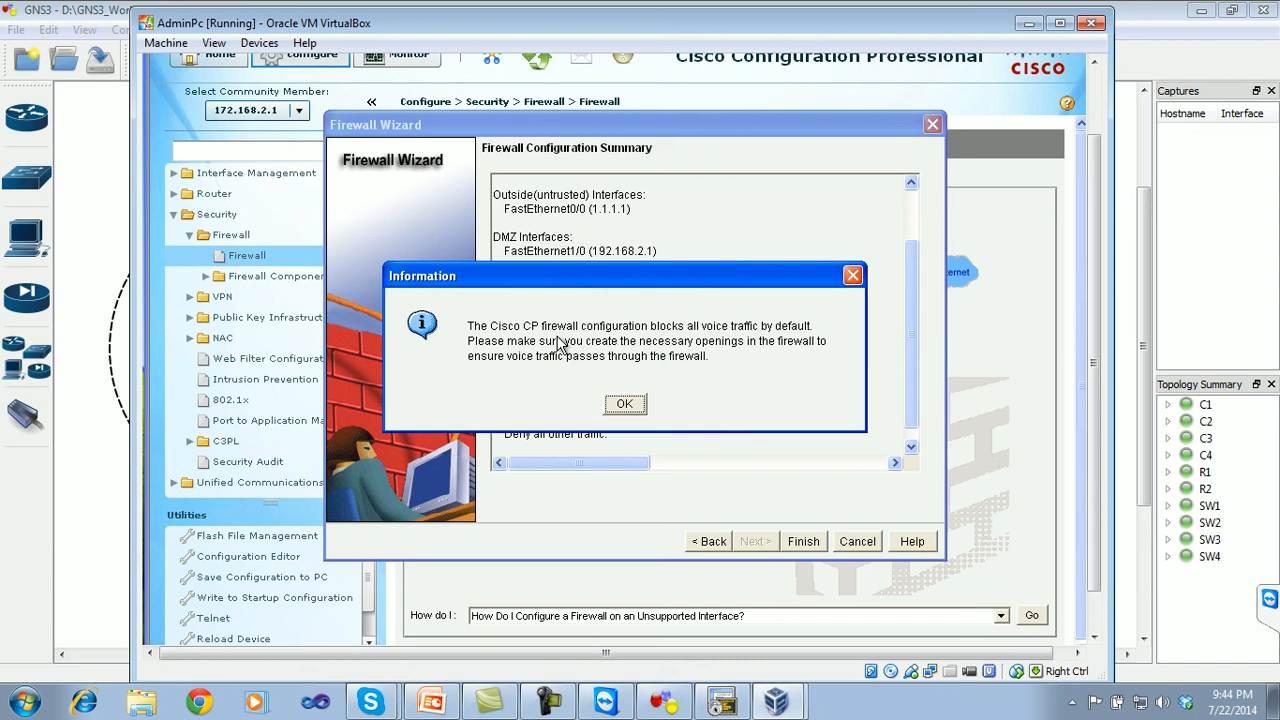 GNS3 - D:\GNS3_Wor
File Edit View Con
AdminPc [Running] - Oracle VM VirtualBox
Machine View Devices Help
Home Configure Monitor
Cisco Configuration Professional
CISCO
Select Community Member:
172.168.2.1
Configure > Security > Firewall > Firewall
Interface Management
Router
Security
Firewall
Firewall
Firewall Componen
VPN
Public Key Infrastruct
NAC
Web Filter Configurat
Intrusion Prevention
802.1x
Port to Application Ma
C3PL
Security Audit
Unified Communications
Utilities
Flash File Management
Configuration Editor
Save Configuration to PC
Write to Startup Configuration
Telnet
Reload Device
Firewall Wizard
Firewall Wizard
Firewall Configuration Summary
Outside(untrusted) Interfaces:
FastEthernet0/0 (1.1.1.1)
DMZ Interfaces:
FastEthernet1/0 (192.168.2.1)
Information
The Cisco CP firewall configuration blocks all voice traffic by default.
Please make sure you create the necessary openings in the firewall to
ensure voice traffic passes through the firewall.
OK
Deny all other traffic.
< Back Next > Finish Cancel Help
ernet
How do I: How Do I Configure a Firewall on an Unsupported Interface? Go
Right Ctrl
Captures
Hostname Interface
Topology Summary
C1
C2
C3
C4
R1
R2
SW1
SW2
SW3
SW4
9:44 PM
7/22/2014